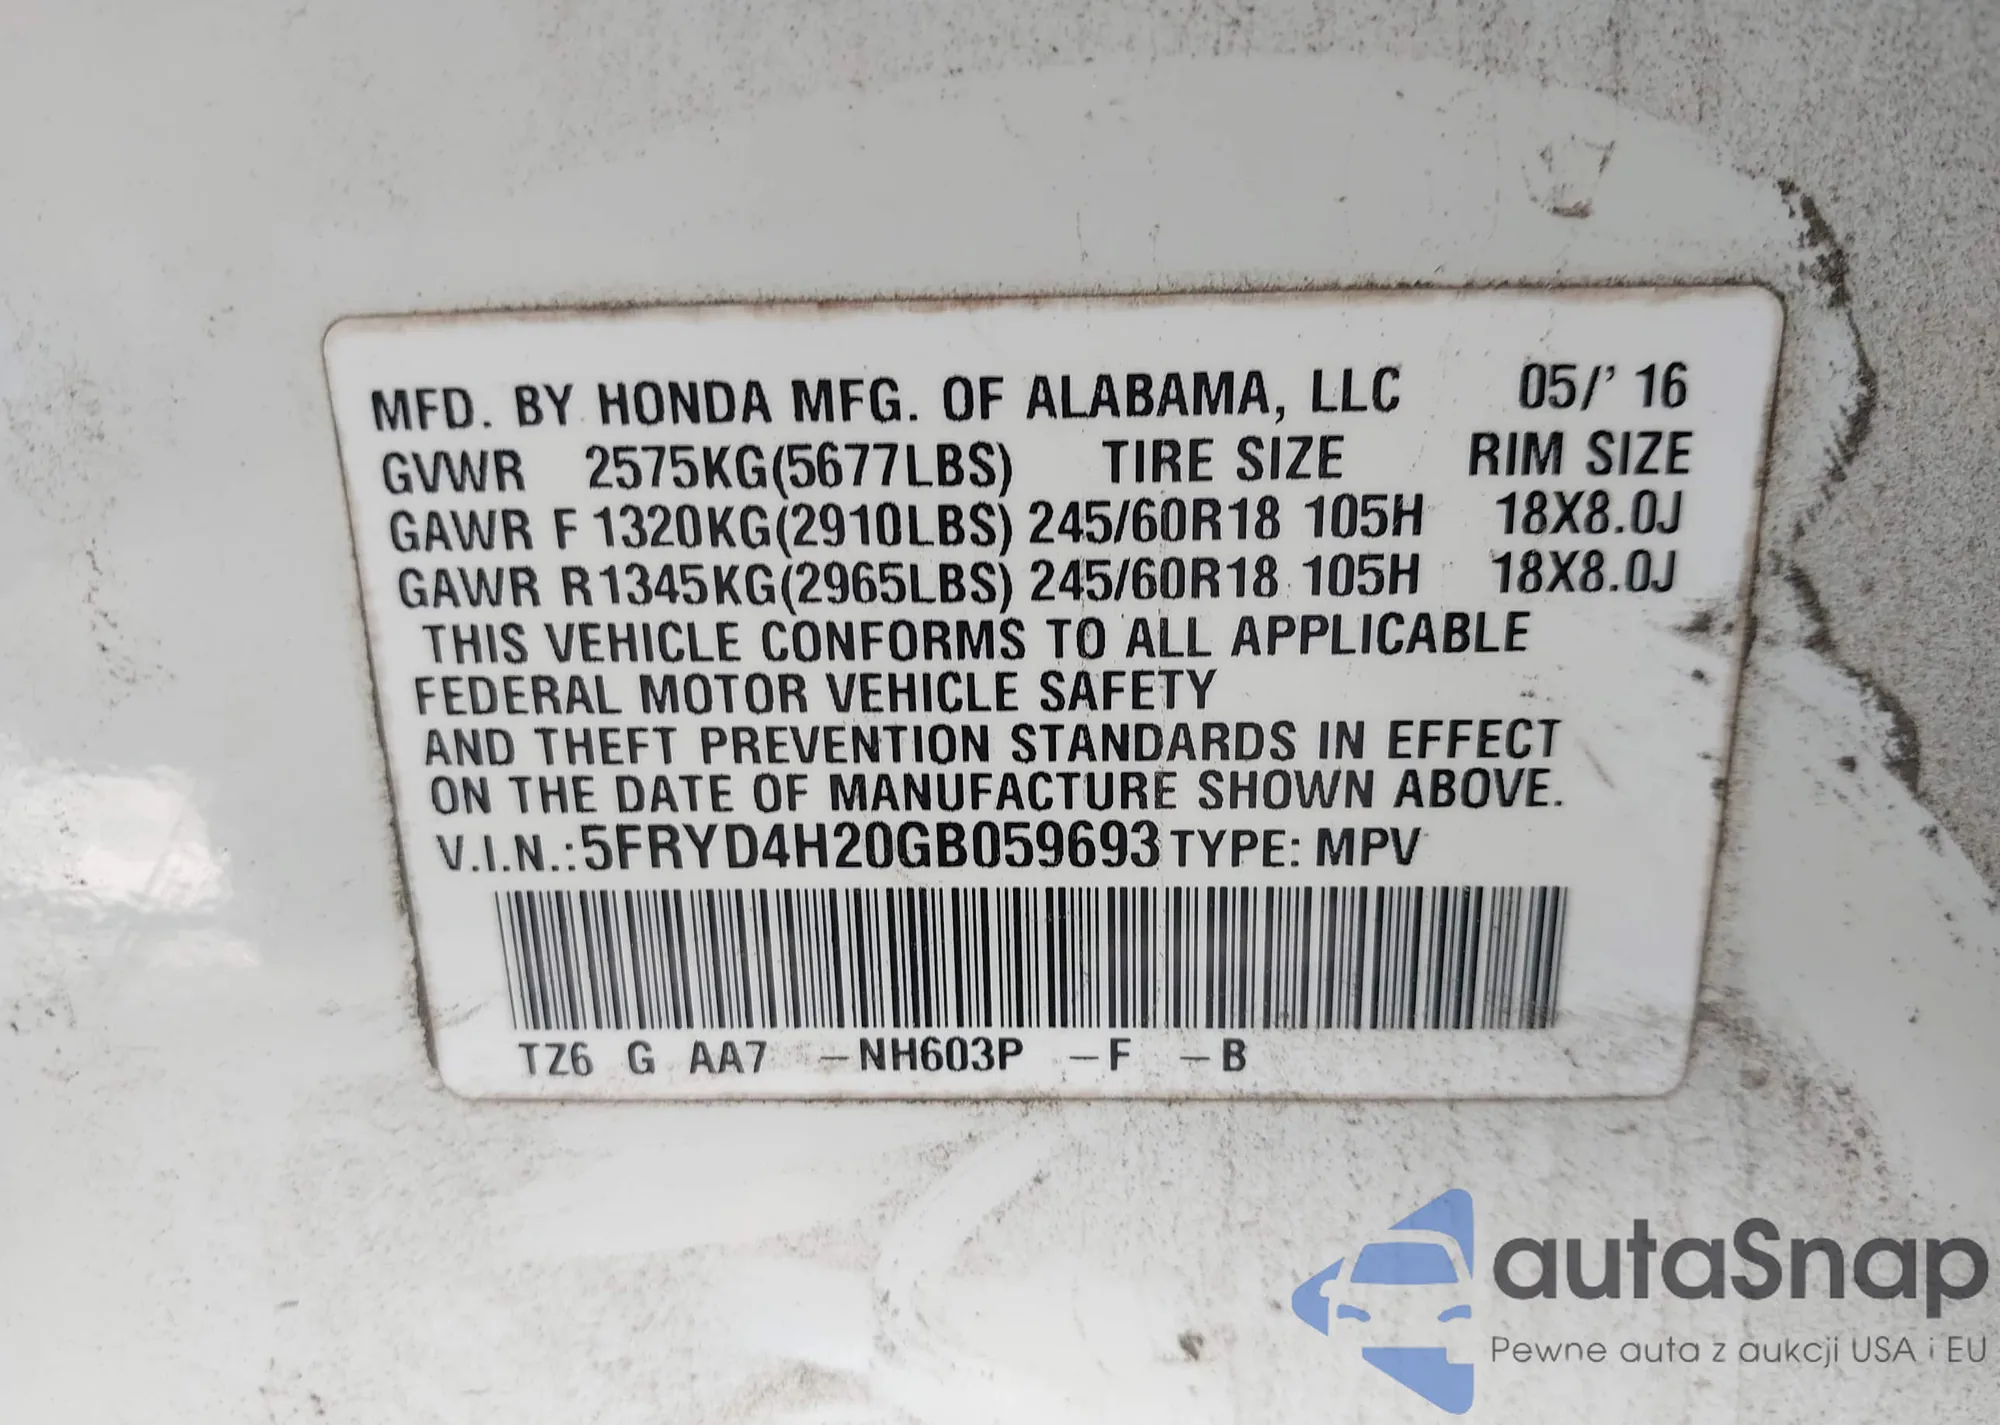 MFD. BY HONDA MFG. OF ALABAMA, LLC 05/' 16
GVWR 2575KG(5677LBS) TIRE SIZE RIM SIZE
GAWR F 1320KG(2910LBS) 245/60R18 105H 18X8.0J
GAWR R 1345KG(2965LBS) 245/60R18 105H 18X8.0J
THIS VEHICLE CONFORMS TO ALL APPLICABLE
FEDERAL MOTOR VEHICLE SAFETY
AND THEFT PREVENTION STANDARDS IN EFFECT
ON THE DATE OF MANUFACTURE SHOWN ABOVE.
V.I.N.: 5FRYD4H20GB059693 TYPE: MPV
TZ6 G AA7 -NH603P -F -B
autaSnap
Pewne auta z aukcji USA i EU